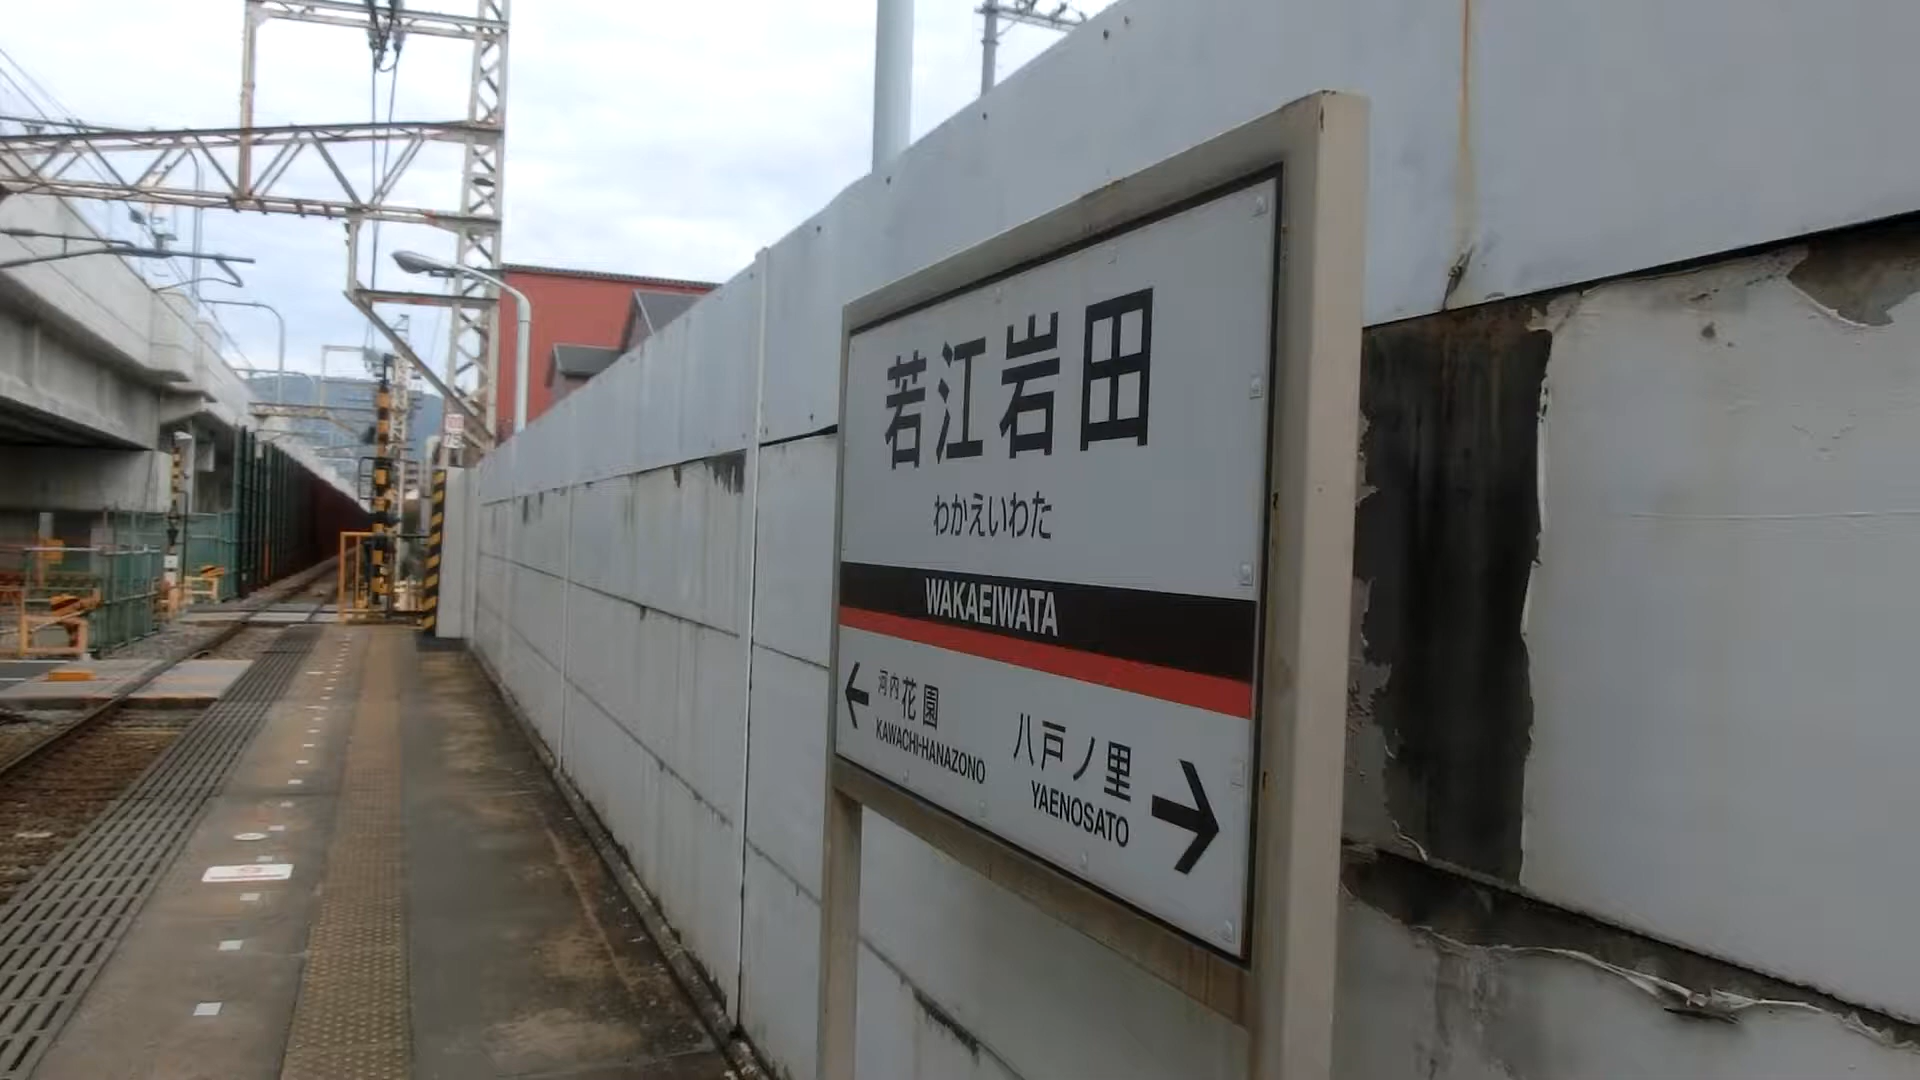 若江岩田
わかえいわた
WAKAEIWATA
← 河内花園
KAWACHI-HANAZONO
八戸ノ里 →
YAENOSATO